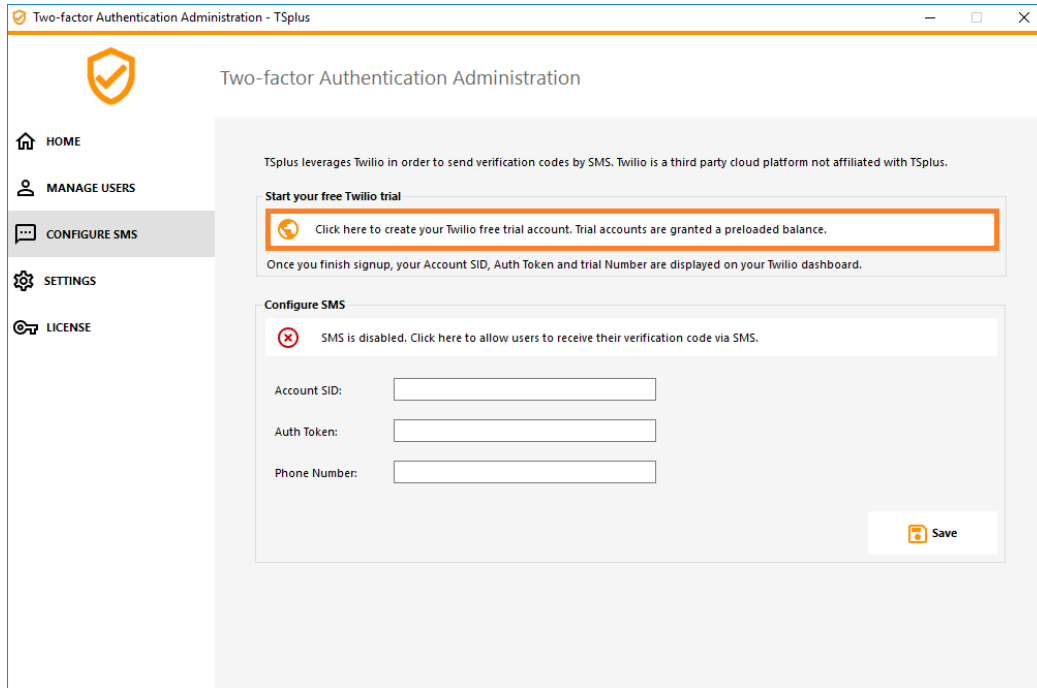 Two-factor Authentication Administration - TSplus
Two-factor Authentication Administration
HOME
MANAGE USERS
CONFIGURE SMS
SETTINGS
LICENSE
TSplus leverages Twilio in order to send verification codes by SMS. Twilio is a third party cloud platform not affiliated with TSplus.
Start your free Twilio trial
Click here to create your Twilio free trial account. Trial accounts are granted a preloaded balance.
Once you finish signup, your Account SID, Auth Token and trial Number are displayed on your Twilio dashboard.
Configure SMS
SMS is disabled. Click here to allow users to receive their verification code via SMS.
Account SID:
Auth Token:
Phone Number:
Save